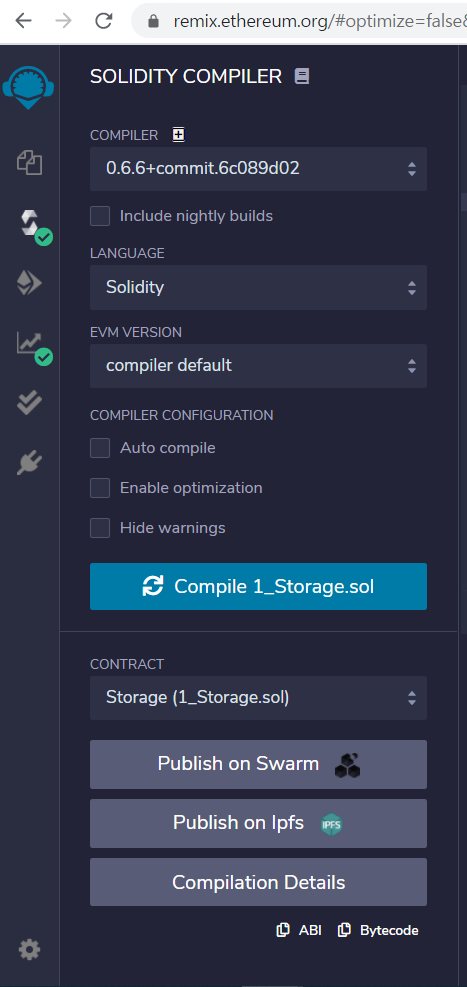 remix.ethereum.org/#optimize=false&
SOLIDITY COMPILER
COMPILER
0.6.6+commit.6c089d02
Include nightly builds
LANGUAGE
Solidity
EVM VERSION
compiler default
COMPILER CONFIGURATION
Auto compile
Enable optimization
Hide warnings
Compile 1_Storage.sol
CONTRACT
Storage (1_Storage.sol)
Publish on Swarm
Publish on Ipfs IPFS
Compilation Details
ABI Bytecode